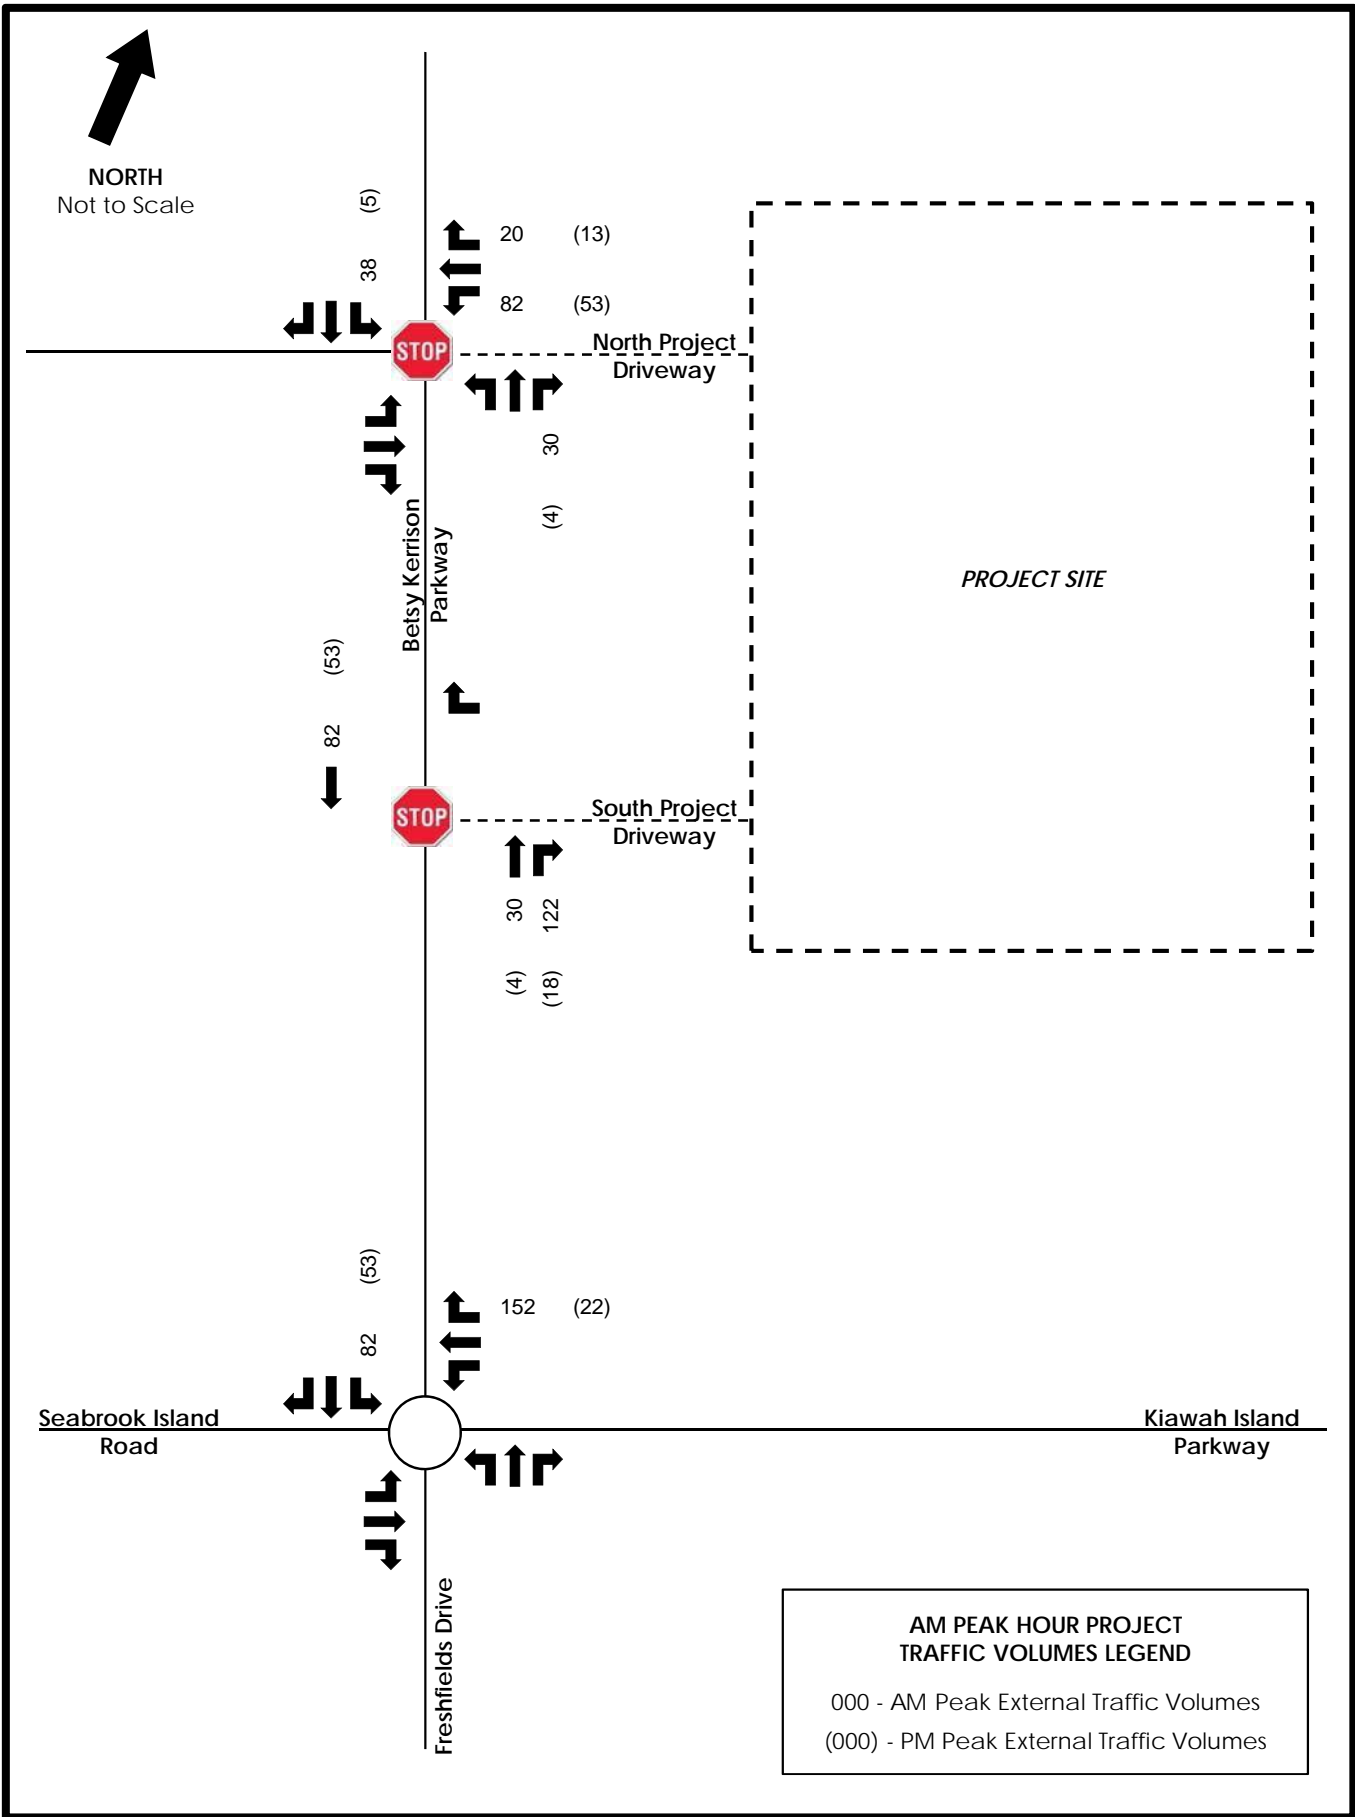 NORTH
Not to Scale
(5)
38
20 (13)
82 (53)
STOP
North Project
Driveway
30
(4)
Betsy Kerrison
Parkway
PROJECT SITE
(53)
82
STOP
South Project
Driveway
30 122
(4) (18)
(53)
82
152 (22)
Seabrook Island
Road
Kiawah Island
Parkway
Freshfields Drive
AM PEAK HOUR PROJECT
TRAFFIC VOLUMES LEGEND
000 - AM Peak External Traffic Volumes
(000) - PM Peak External Traffic Volumes